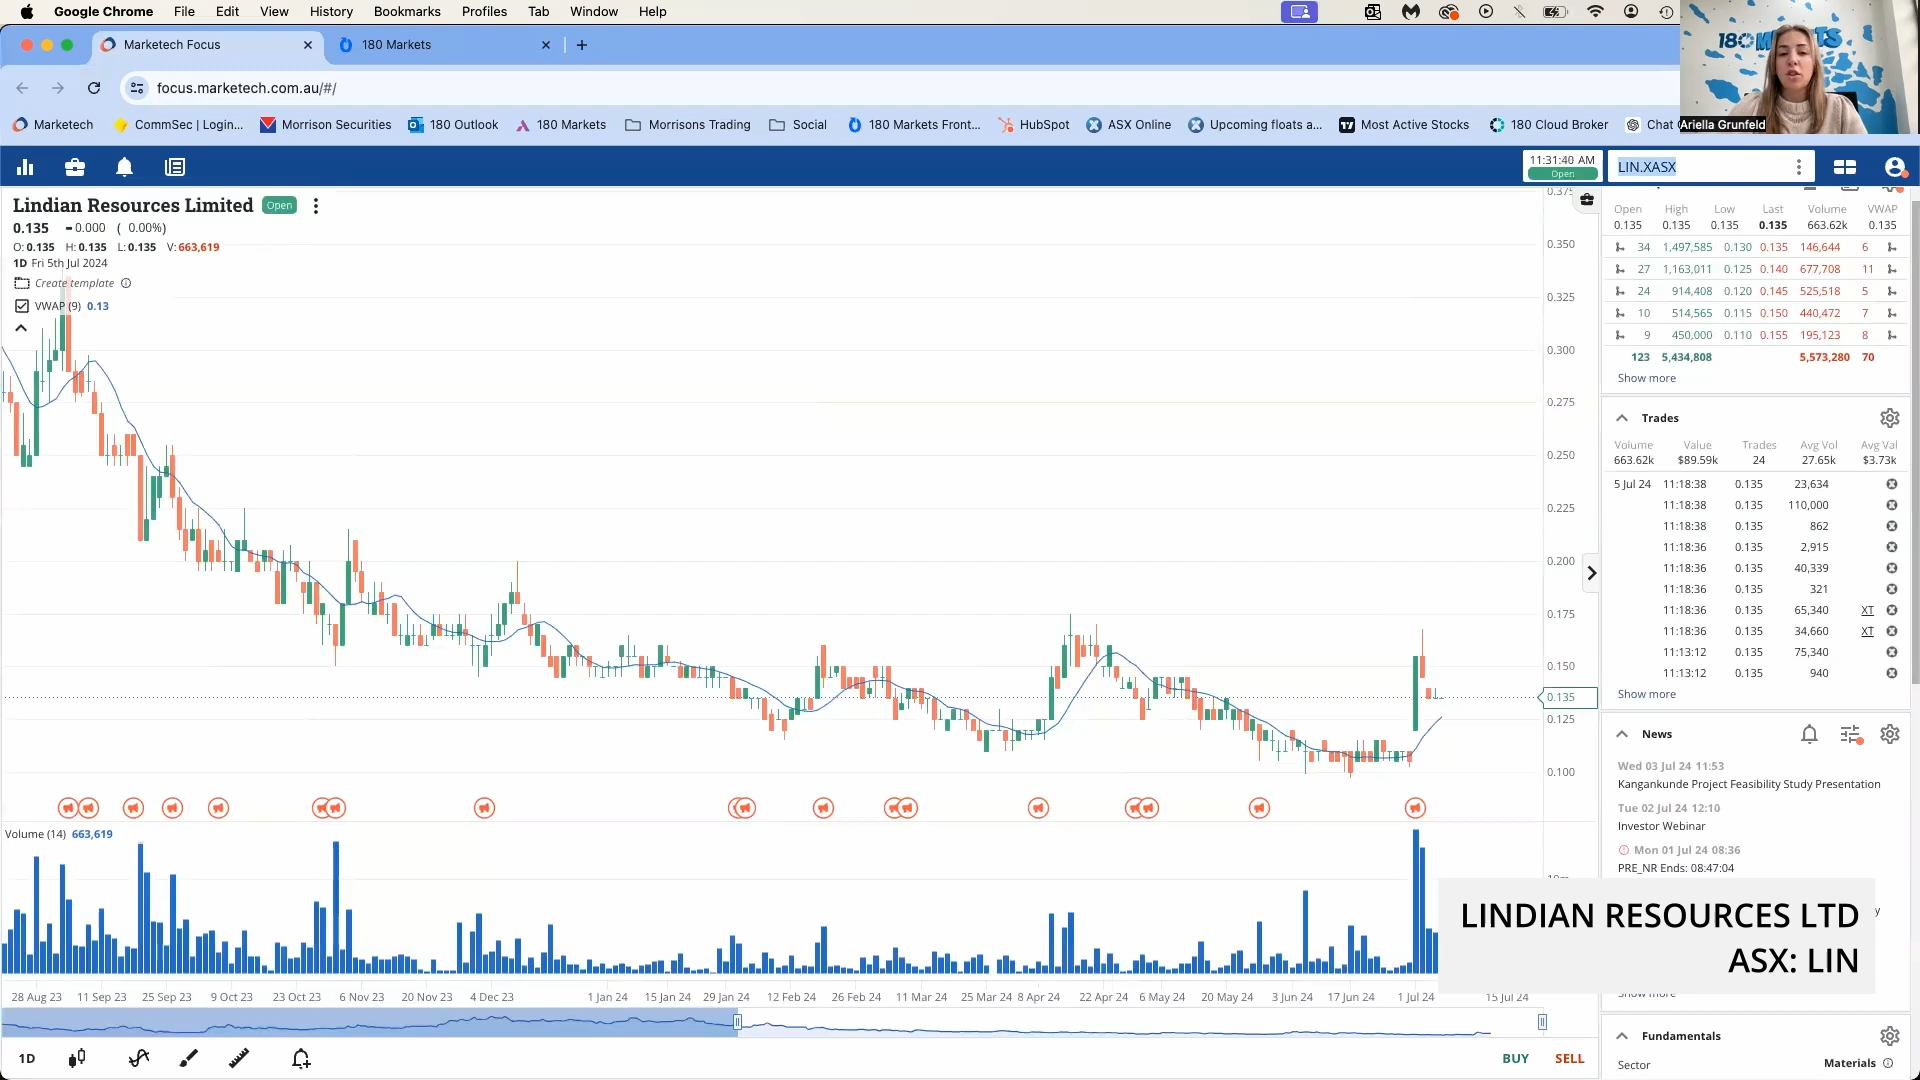 Google Chrome File Edit View History Bookmarks Profiles Tab Window Help
Marketech Focus
180 Markets
focus.marketech.com.au/#/
Marketech CommSec | Login... Morrison Securities 180 Outlook 180 Markets Morrisons Trading Social 180 Markets Front... HubSpot ASX Online Upcoming floats a... Most Active Stocks 180 Cloud Broker Chat
Ariella Grunfeld
11:31:40 AM
Open
LIN.XASX
Lindian Resources Limited Open
0.135 0.000 ( 0.00%)
O: 0.135 H: 0.135 L: 0.135 V: 663,619
1D Fri 5th Jul 2024
Create template
VWAP (9) 0.13
0.375
0.350
0.325
0.300
0.275
0.250
0.225
0.200
0.175
0.150
0.135
0.125
0.100
Volume (14) 663,619
28 Aug 23 11 Sep 23 25 Sep 23 9 Oct 23 23 Oct 23 6 Nov 23 20 Nov 23 4 Dec 23 1 Jan 24 15 Jan 24 29 Jan 24 12 Feb 24 26 Feb 24 11 Mar 24 25 Mar 24 8 Apr 24 22 Apr 24 6 May 24 20 May 24 3 Jun 24 17 Jun 24 1 Jul 24 15 Jul 24
1D
BUY SELL
Open High Low Last Volume VWAP
0.135 0.135 0.135 0.135 663.62k 0.135
34 1,497,585 0.130 0.135 146,644 6
27 1,163,011 0.125 0.140 677,708 11
24 914,408 0.120 0.145 525,518 5
10 514,565 0.115 0.150 440,472 7
9 450,000 0.110 0.155 195,123 8
123 5,434,808 5,573,280 70
Show more
Trades
Volume Value Trades Avg Vol Avg Val
663.62k $89.59k 24 27.65k $3.73k
5 Jul 24 11:18:38 0.135 23,634
11:18:38 0.135 110,000
11:18:38 0.135 862
11:18:36 0.135 2,915
11:18:36 0.135 40,339
11:18:36 0.135 321
11:18:36 0.135 65,340 XT
11:18:36 0.135 34,660 XT
11:13:12 0.135 75,340
11:13:12 0.135 940
Show more
News
Wed 03 Jul 24 11:53
Kangankunde Project Feasibility Study Presentation
Tue 02 Jul 24 12:10
Investor Webinar
Mon 01 Jul 24 08:36
PRE_NR Ends: 08:47:04
LINDIAN RESOURCES LTD
ASX: LIN
Fundamentals
Sector Materials